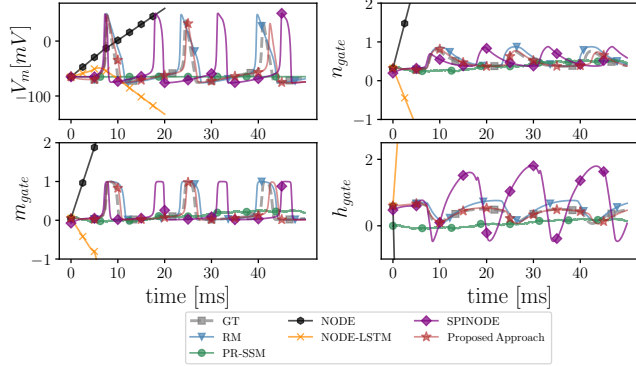 V_m[mV]
0
−100
0
10
20
30
40
n_gate
2
1
0
−1
0
10
20
30
40
m_gate
2
1
0
−1
0
10
20
30
40
time [ms]
h_gate
1
0
0
10
20
30
40
time [ms]
GT
RM
PR-SSM
NODE
NODE-LSTM
SPINODE
Proposed Approach